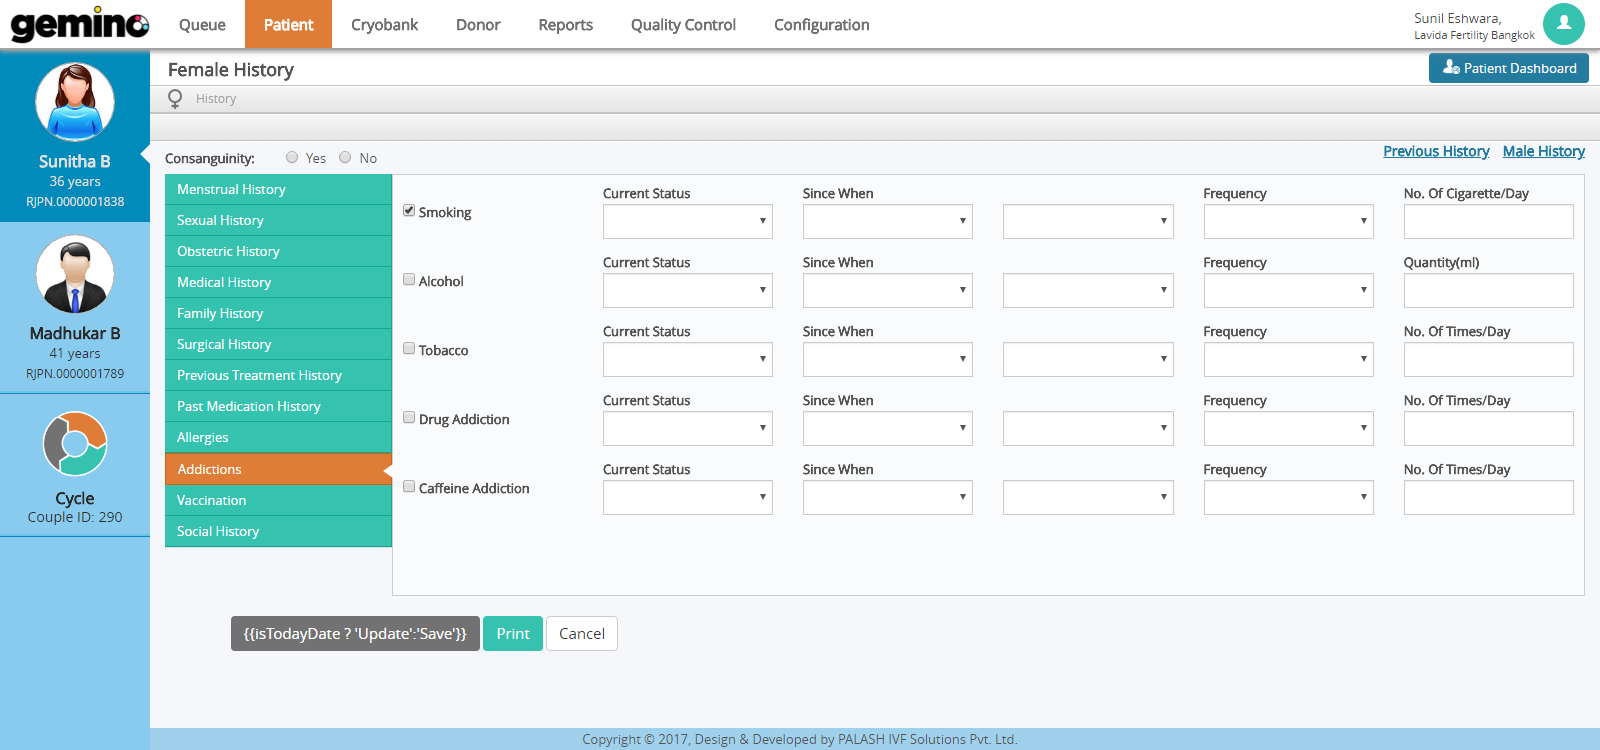 gemino
Queue Patient Cryobank Donor Reports Quality Control Configuration
Sunil Eshwara,
Lavida Fertility Bangkok
Sunitha B
36 years
RJPN.0000001838
Madhukar B
41 years
RJPN.0000001789
Cycle
Couple ID: 290
Female History
Patient Dashboard
History
Consanguinity: Yes No
Previous History Male History
Menstrual History
Sexual History
Obstetric History
Medical History
Family History
Surgical History
Previous Treatment History
Past Medication History
Allergies
Addictions
Vaccination
Social History
Current Status Since When Frequency No. Of Cigarette/Day
Smoking
Current Status Since When Frequency Quantity(ml)
Alcohol
Current Status Since When Frequency No. Of Times/Day
Tobacco
Current Status Since When Frequency No. Of Times/Day
Drug Addiction
Current Status Since When Frequency No. Of Times/Day
Caffeine Addiction
{{isTodayDate ? 'Update':'Save'}} Print Cancel
Copyright © 2017, Design & Developed by PALASH IVF Solutions Pvt. Ltd.